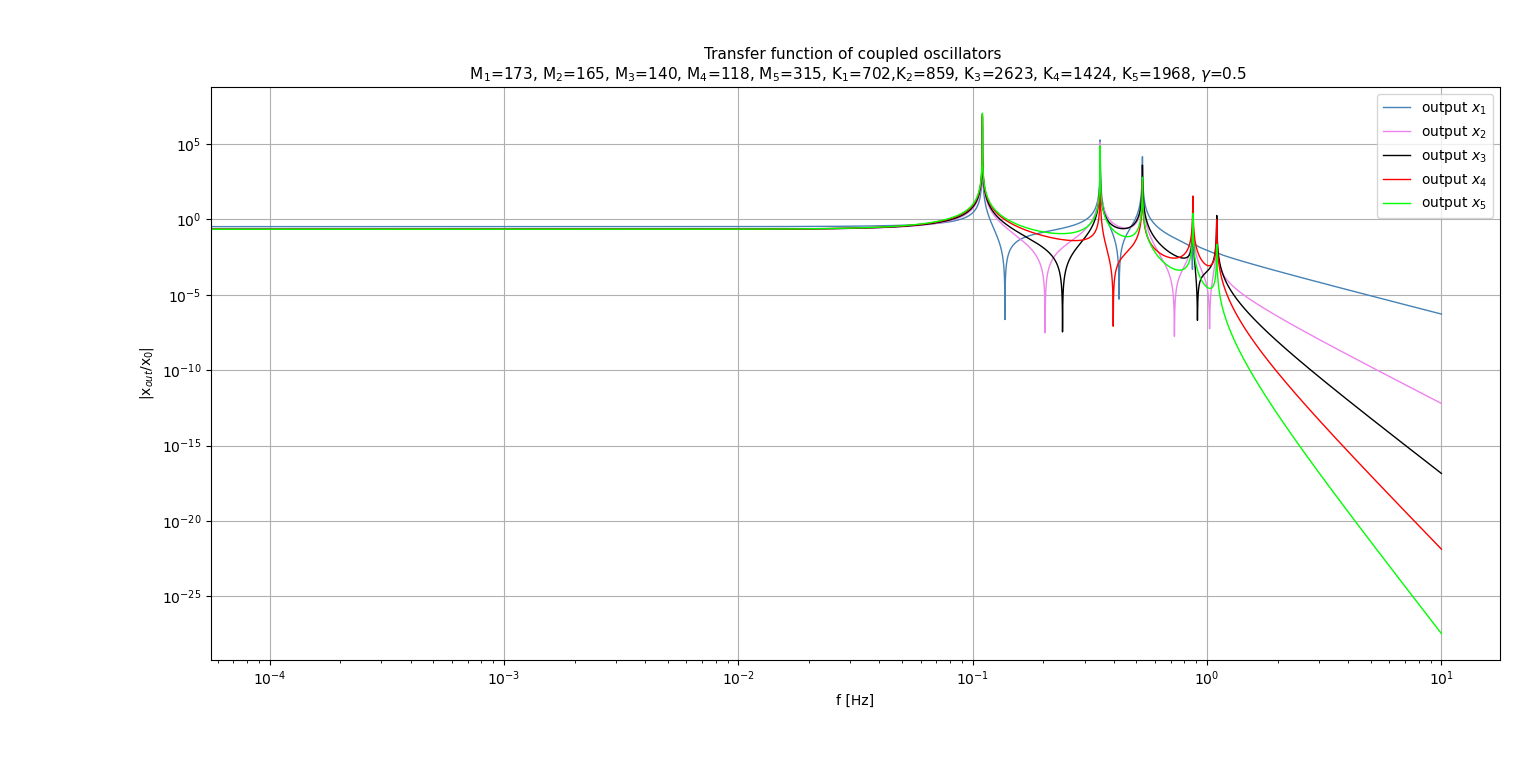 Transfer function of coupled oscillators
M₁=173, M₂=165, M₃=140, M₄=118, M₅=315, K₁=702,K₂=859, K₃=2623, K₄=1424, K₅=1968, γ=0.5
output x₁
output x₂
output x₃
output x₄
output x₅
|xₒᵤₜ/x₀|
10⁵
10⁰
10⁻⁵
10⁻¹⁰
10⁻¹⁵
10⁻²⁰
10⁻²⁵
10⁻⁴ 10⁻³ 10⁻² 10⁻¹ 10⁰ 10¹
f [Hz]